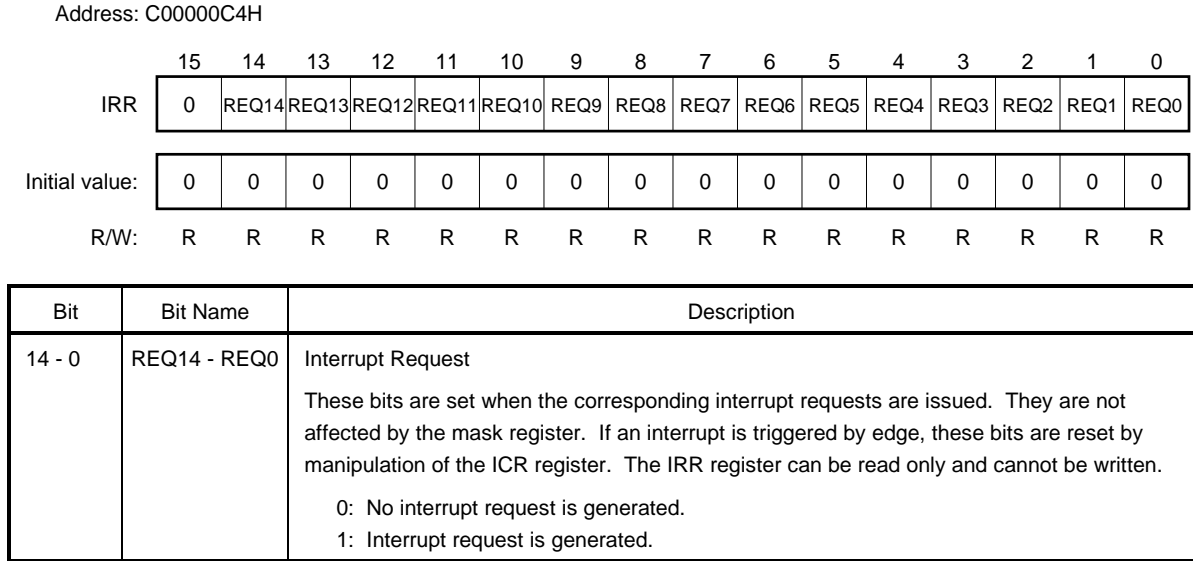 Address: C00000C4H
15 14 13 12 11 10 9 8 7 6 5 4 3 2 1 0
IRR 0 REQ14 REQ13 REQ12 REQ11 REQ10 REQ9 REQ8 REQ7 REQ6 REQ5 REQ4 REQ3 REQ2 REQ1 REQ0
Initial value: 0 0 0 0 0 0 0 0 0 0 0 0 0 0 0 0
R/W: R R R R R R R R R R R R R R R R
Bit Bit Name Description
14 - 0 REQ14 - REQ0 Interrupt Request
These bits are set when the corresponding interrupt requests are issued. They are not
affected by the mask register. If an interrupt is triggered by edge, these bits are reset by
manipulation of the ICR register. The IRR register can be read only and cannot be written.
0: No interrupt request is generated.
1: Interrupt request is generated.